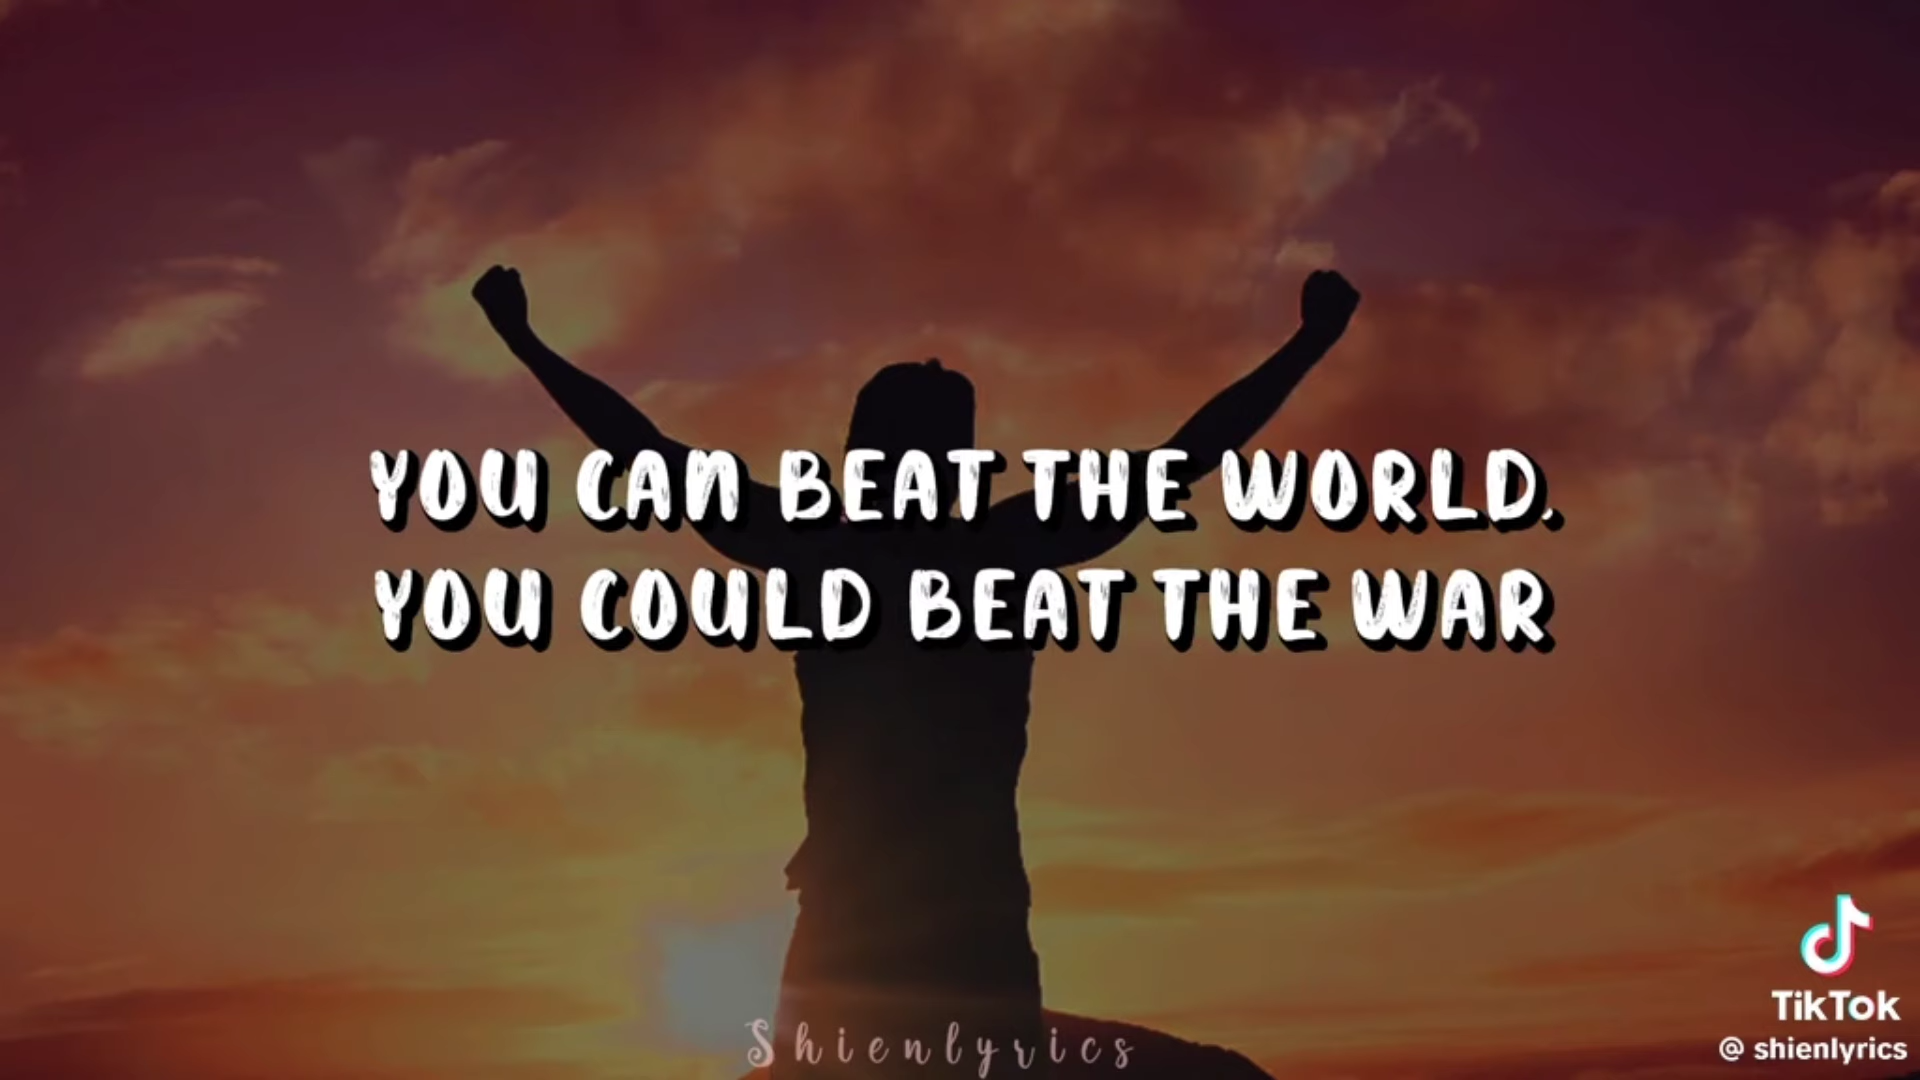 YOU CAN BEAT THE WORLD,
YOU COULD BEAT THE WAR
Shienlyrics
TikTok
@ shienlyrics